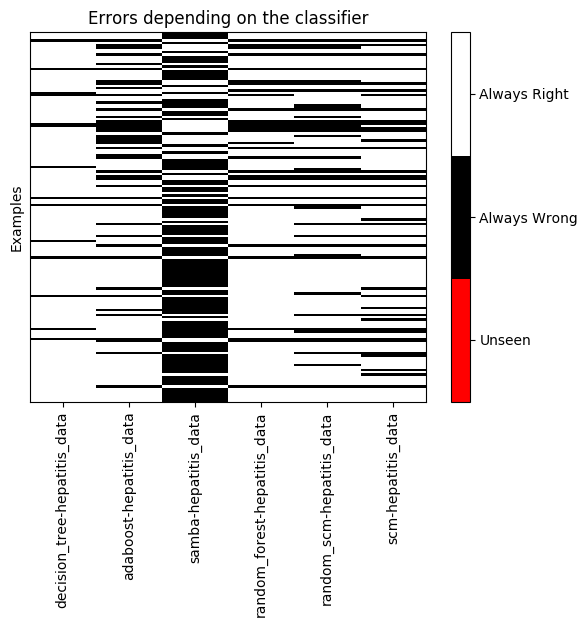 Errors depending on the classifier
Examples
Always Right
Always Wrong
Unseen
decision_tree-hepatitis_data
adaboost-hepatitis_data
samba-hepatitis_data
random_forest-hepatitis_data
random_scm-hepatitis_data
scm-hepatitis_data